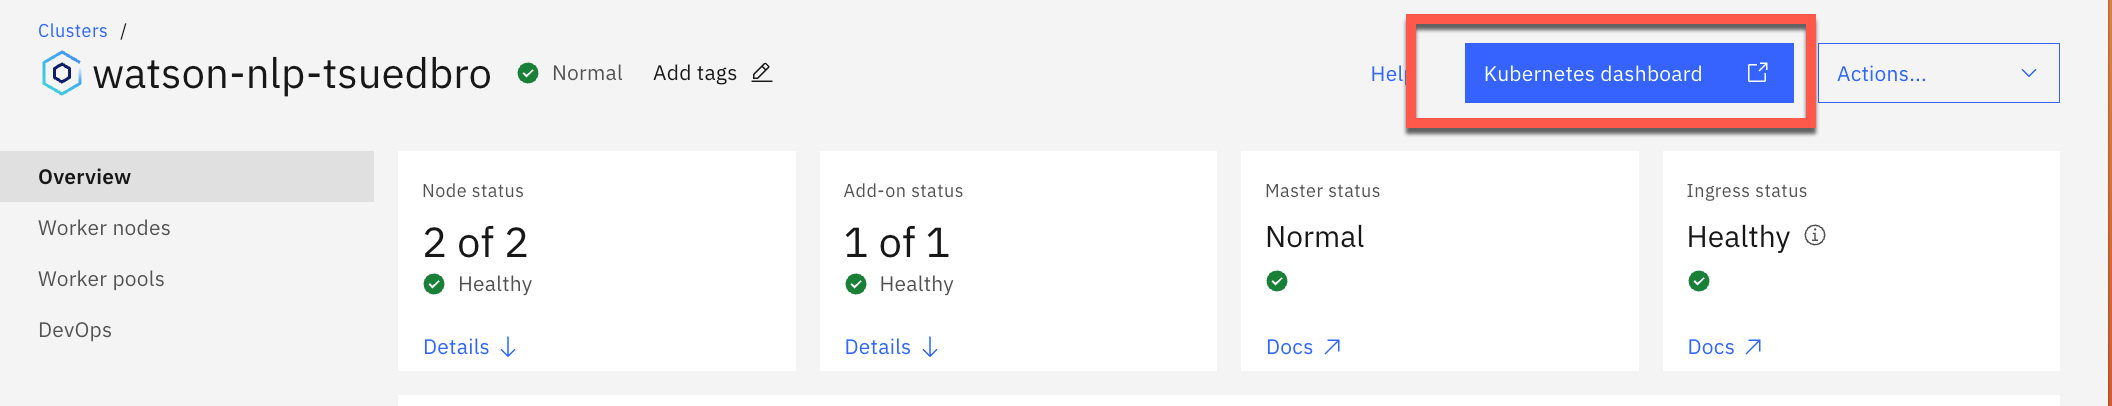 Clusters /
watson-nlp-tsuedbro Normal Add tags Help Kubernetes dashboard Actions...
Overview
Worker nodes
Worker pools
DevOps
Node status
2 of 2
Healthy
Details
Add-on status
1 of 1
Healthy
Details
Master status
Normal
Docs
Ingress status
Healthy
Docs